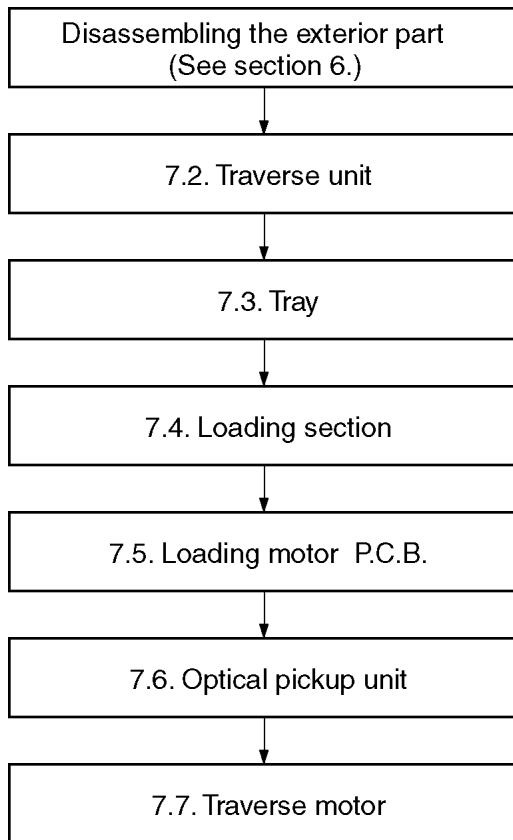 Disassembling the exterior part
(See section 6.)
7.2. Traverse unit
7.3. Tray
7.4. Loading section
7.5. Loading motor P.C.B.
7.6. Optical pickup unit
7.7. Traverse motor